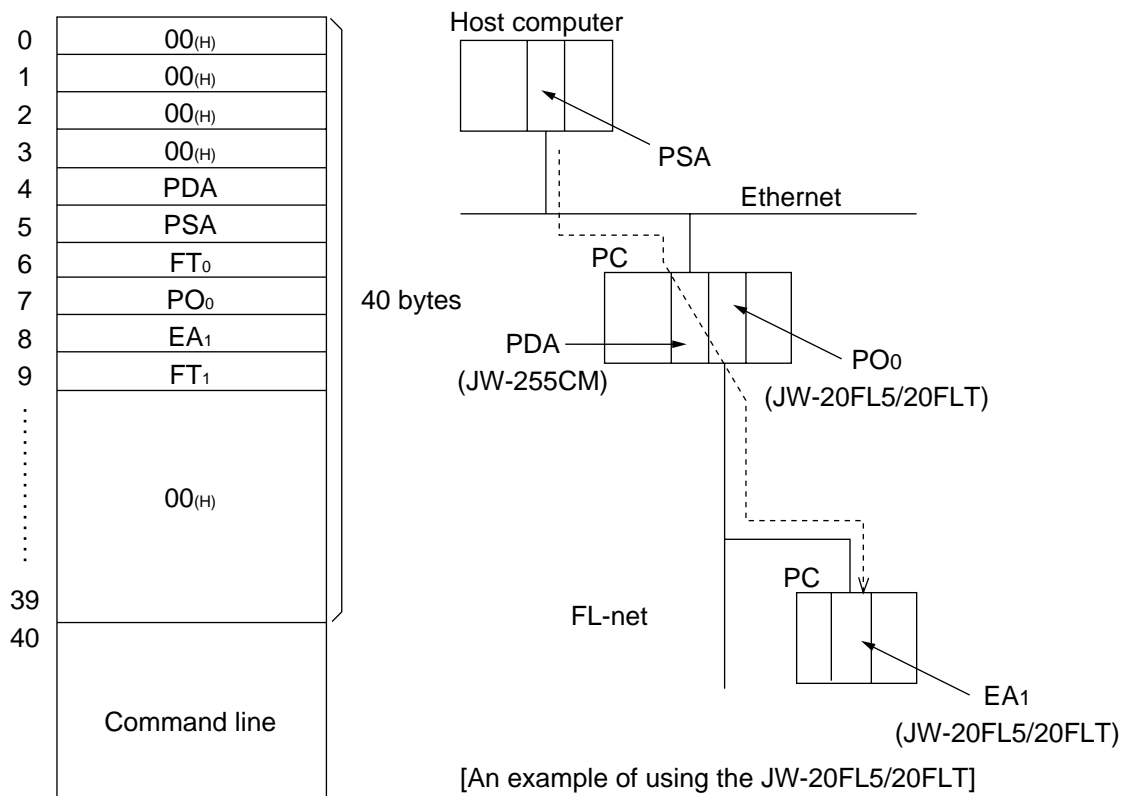 0 00(H)
1 00(H)
2 00(H)
3 00(H)
4 PDA
5 PSA
6 FT0
7 PO0
8 EA1
9 FT1
00(H)
39
40
Command line
40 bytes
Host computer
PSA
Ethernet
PC
PDA
(JW-255CM)
PO0
(JW-20FL5/20FLT)
PC
FL-net
EA1
(JW-20FL5/20FLT)
[An example of using the JW-20FL5/20FLT]